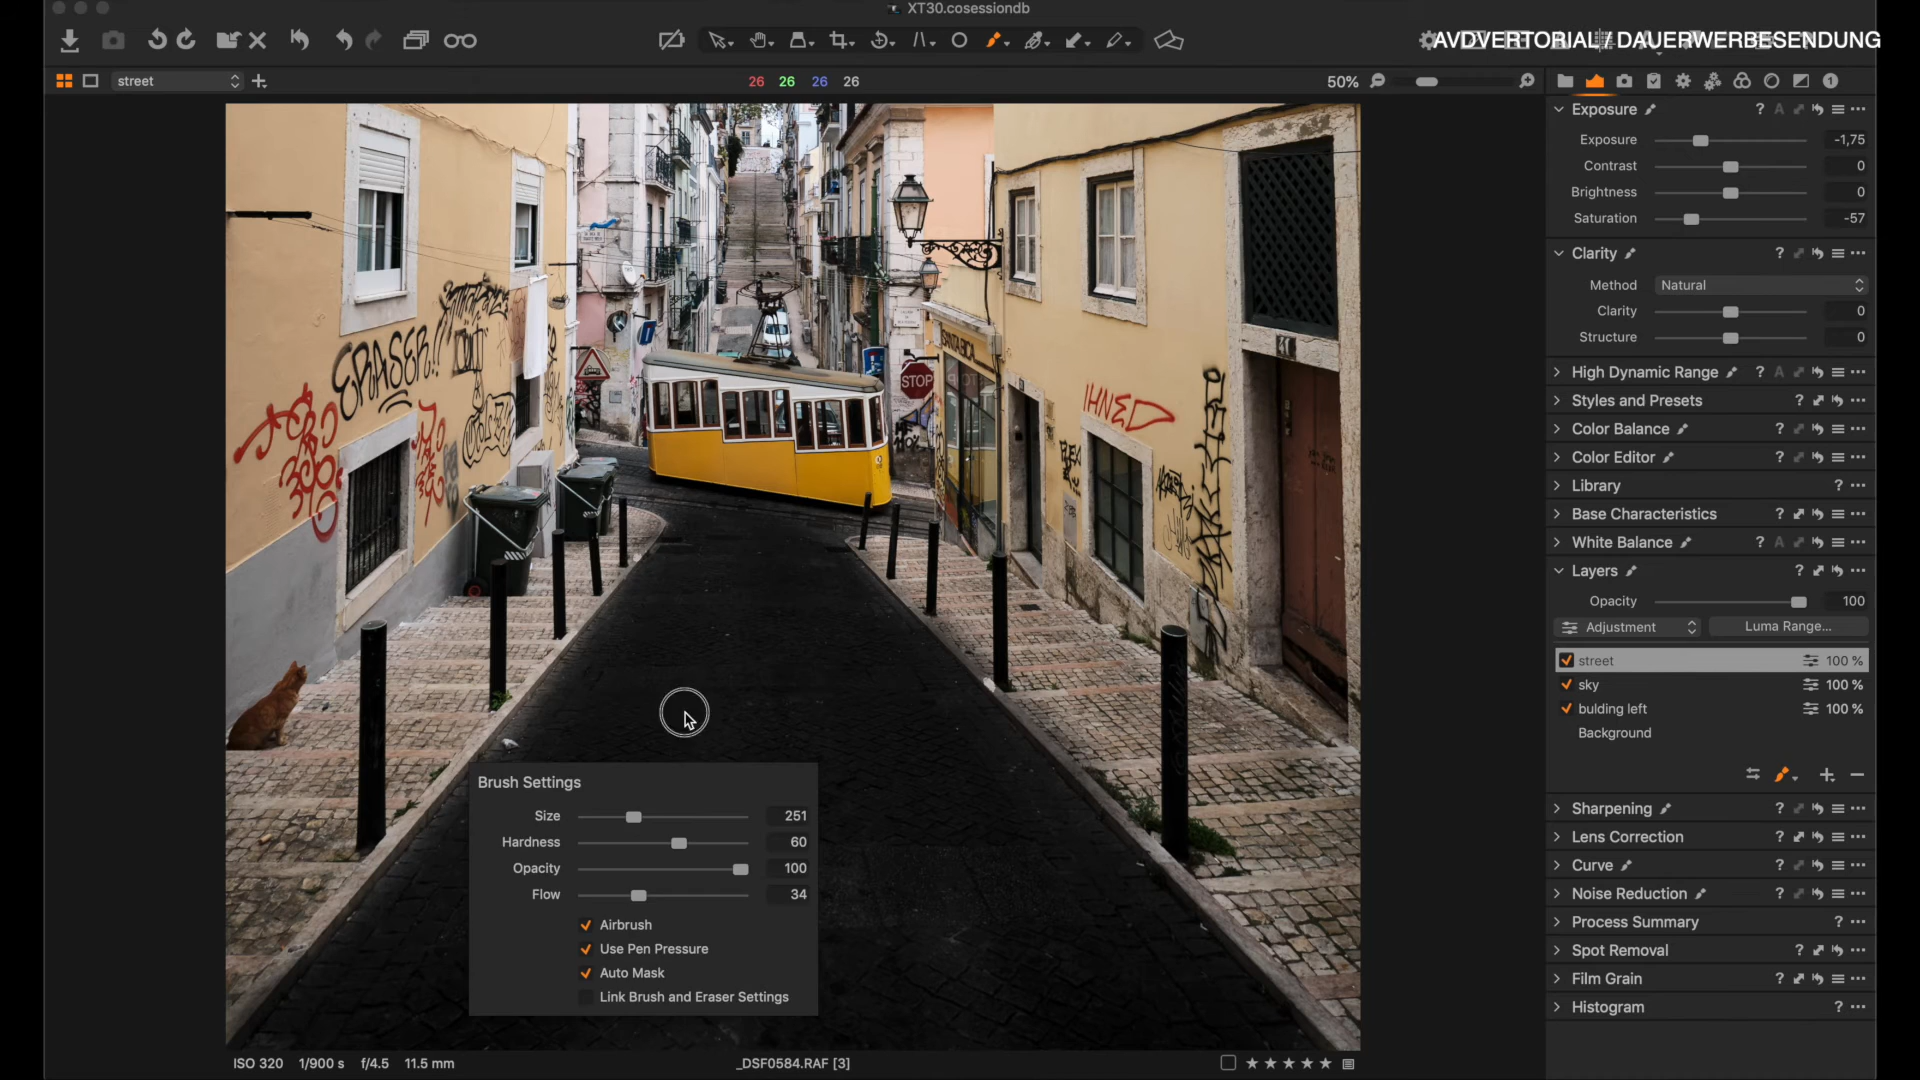 XT30.cosessiondb
AVDVERTORIAL / DAUERWERBESENDUNG
street
26 26 26 26
50%
Exposure
Exposure -1,75
Contrast 0
Brightness 0
Saturation -57
Clarity
Method Natural
Clarity 0
Structure 0
High Dynamic Range
Styles and Presets
Color Balance
Color Editor
Library
Base Characteristics
White Balance
Layers
Opacity 100
Adjustment Luma Range...
street 100 %
sky 100 %
bulding left 100 %
Background
Sharpening
Lens Correction
Curve
Noise Reduction
Process Summary
Spot Removal
Film Grain
Histogram
ERASER!!
STOP
IHNED
Brush Settings
Size 251
Hardness 60
Opacity 100
Flow 34
Airbrush
Use Pen Pressure
Auto Mask
Link Brush and Eraser Settings
ISO 320 1/900 s f/4.5 11.5 mm
_DSF0584.RAF [3]